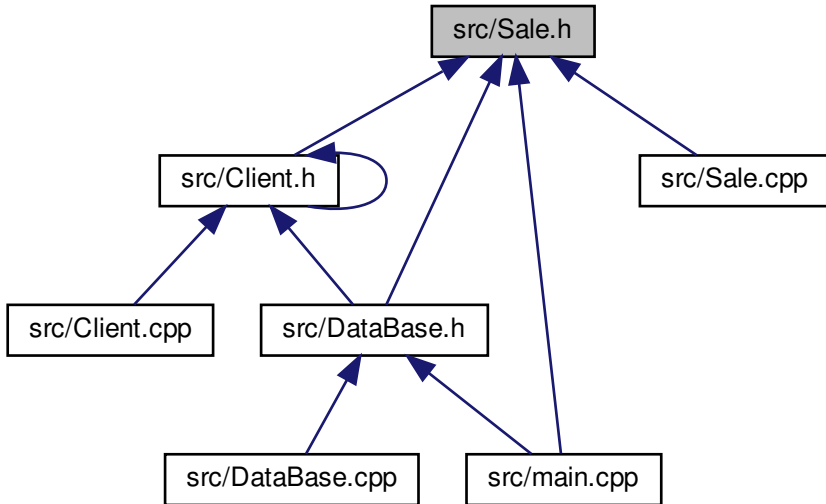 src/Sale.h
src/Client.h
src/Sale.cpp
src/Client.cpp
src/DataBase.h
src/DataBase.cpp
src/main.cpp